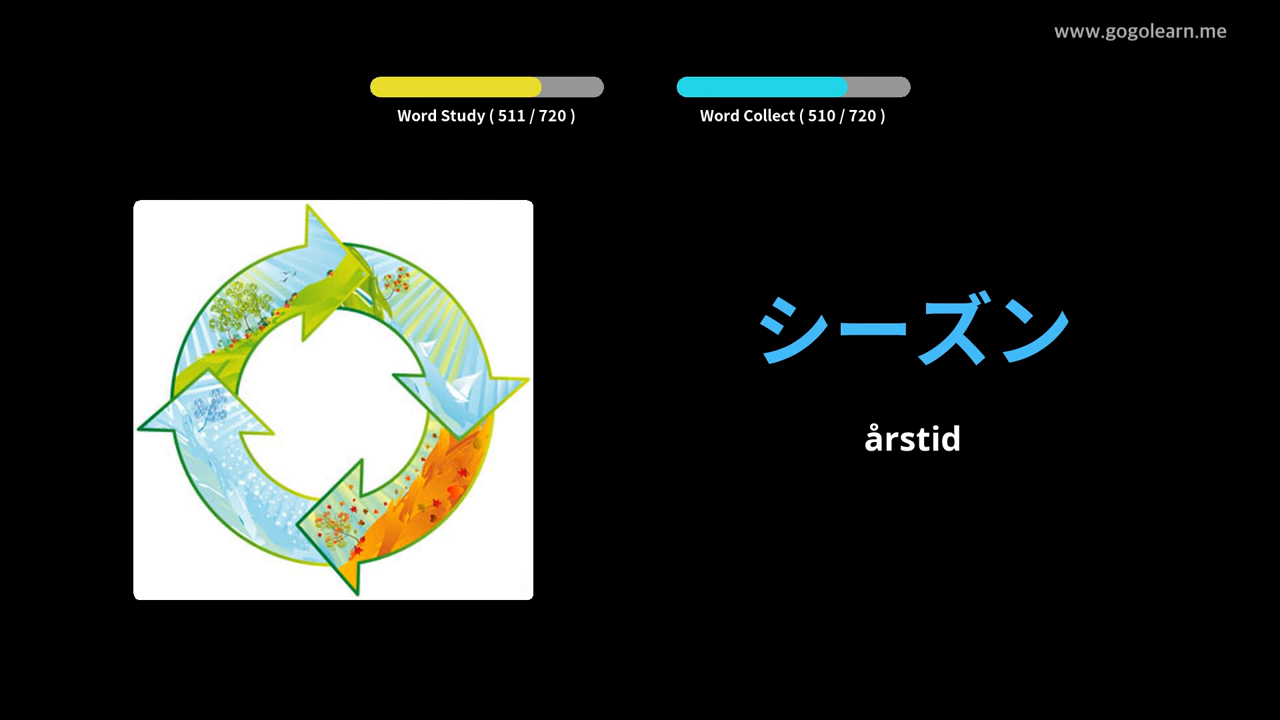 www.gogolearn.me
Word Study ( 511 / 720 )
Word Collect ( 510 / 720 )
シーズン
årstid